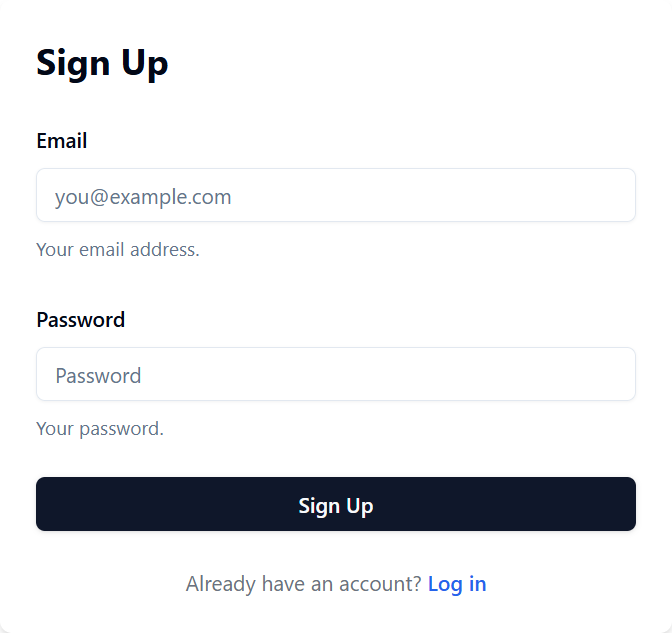 Sign Up
Email
you@example.com
Your email address.
Password
Password
Your password.
Sign Up
Already have an account? Log in